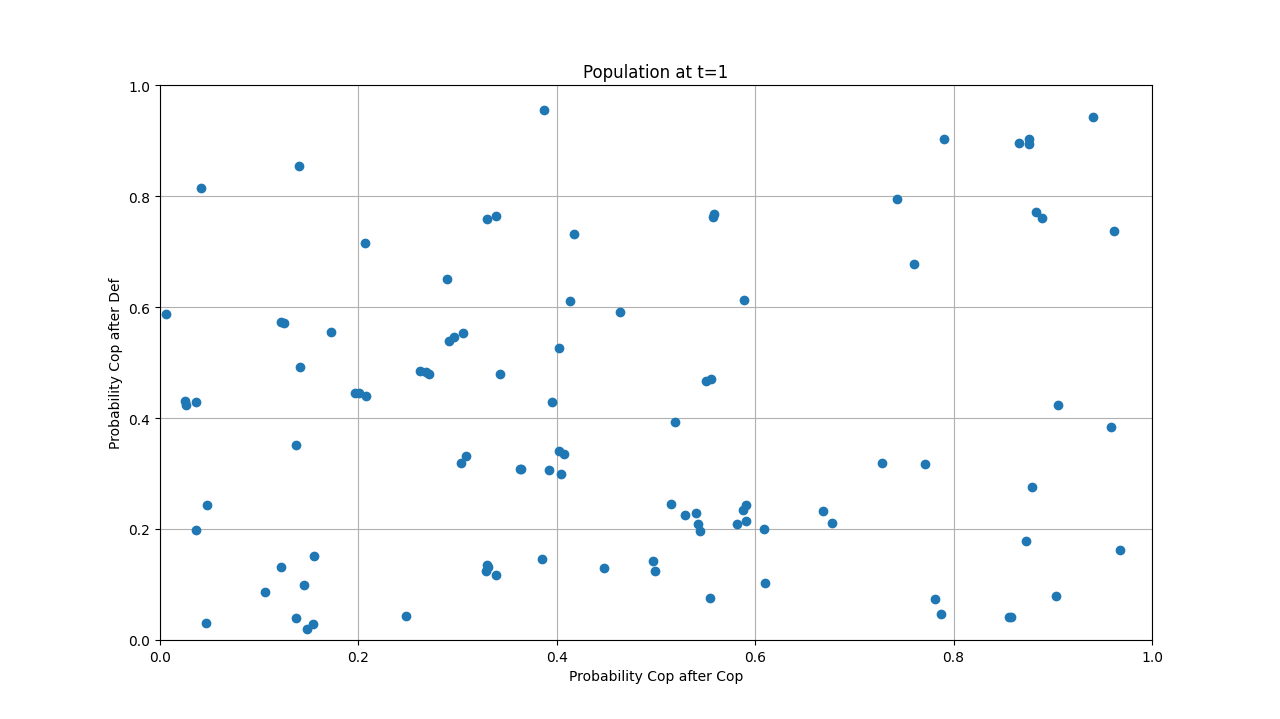 Population at t=1
1.0
0.8
0.6
0.4
0.2
0.0
Probability Cop after Def
0.0 0.2 0.4 0.6 0.8 1.0
Probability Cop after Cop